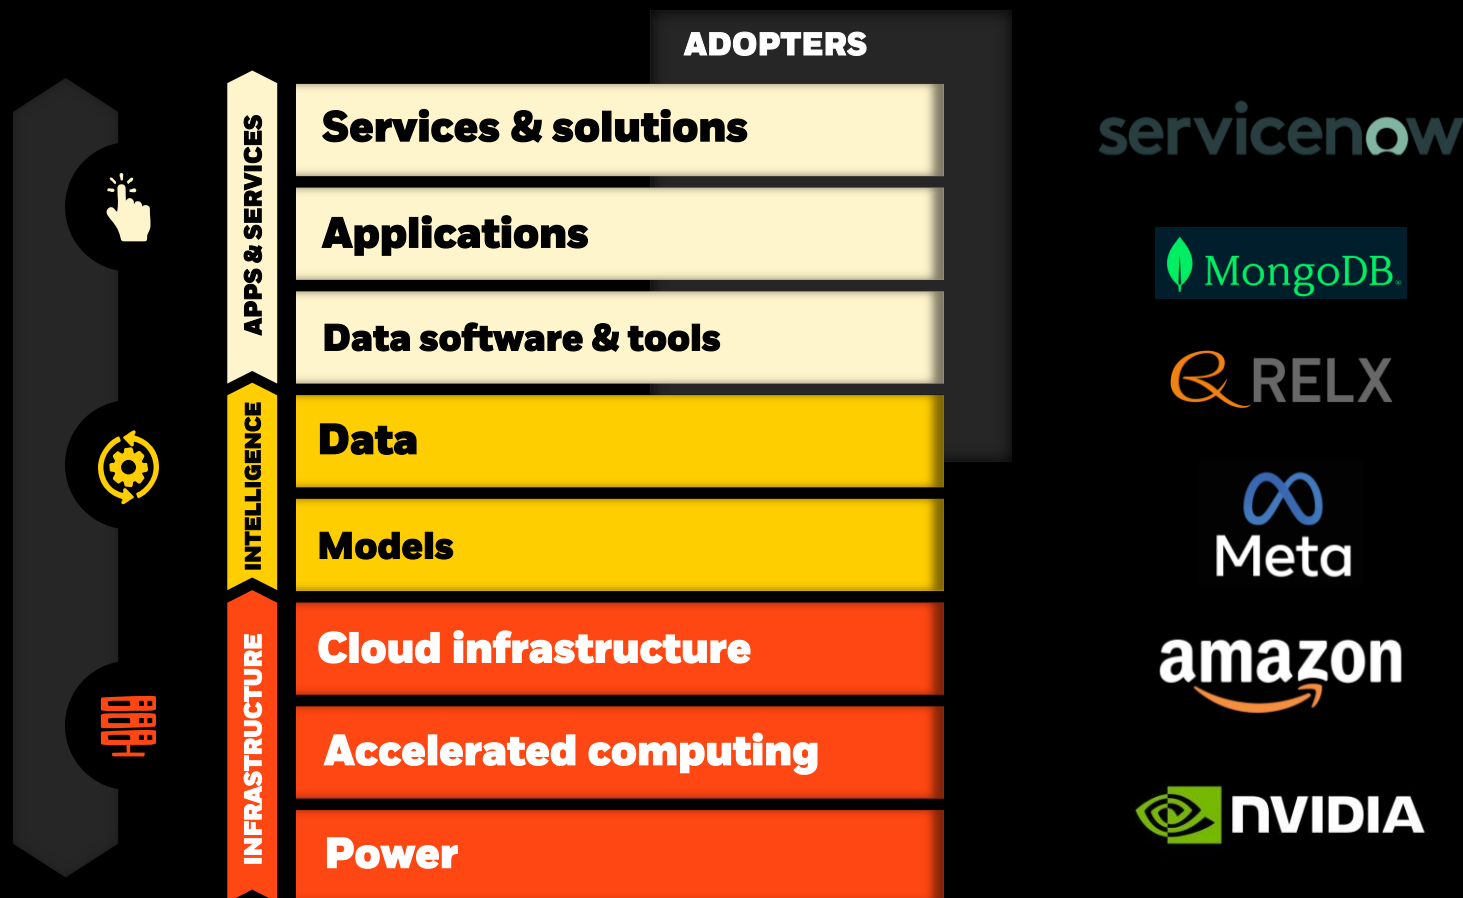 ADOPTERS
APPS & SERVICES
Services & solutions
Applications
Data software & tools
INTELLIGENCE
Data
Models
INFRASTRUCTURE
Cloud infrastructure
Accelerated computing
Power
servicenow
MongoDB®
RELX
Meta
amazon
NVIDIA